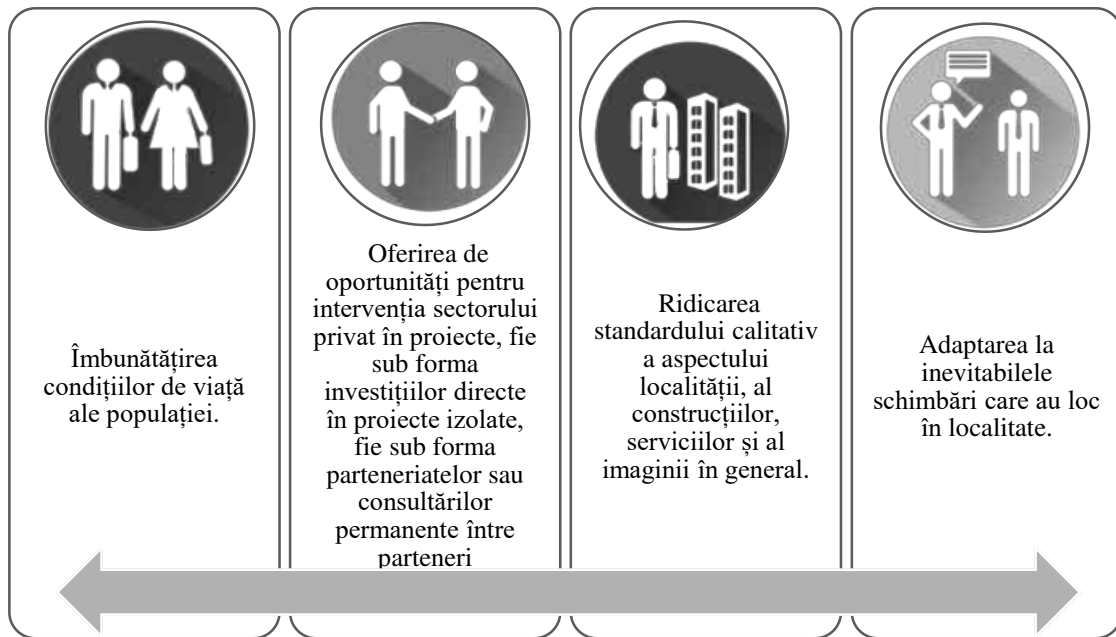 Îmbunătățirea
condițiilor de viață
ale populației.
Oferirea de
oportunități pentru
intervenția sectorului
privat în proiecte, fie
sub forma
investițiilor directe
în proiecte izolate,
fie sub forma
parteneriatelor sau
consultărilor
permanente între
parteneri
Ridicarea
standardului calitativ
a aspectului
localității, al
construcțiilor,
serviciilor și al
imaginii în general.
Adaptarea la
inevitabilele
schimbări care au loc
în localitate.